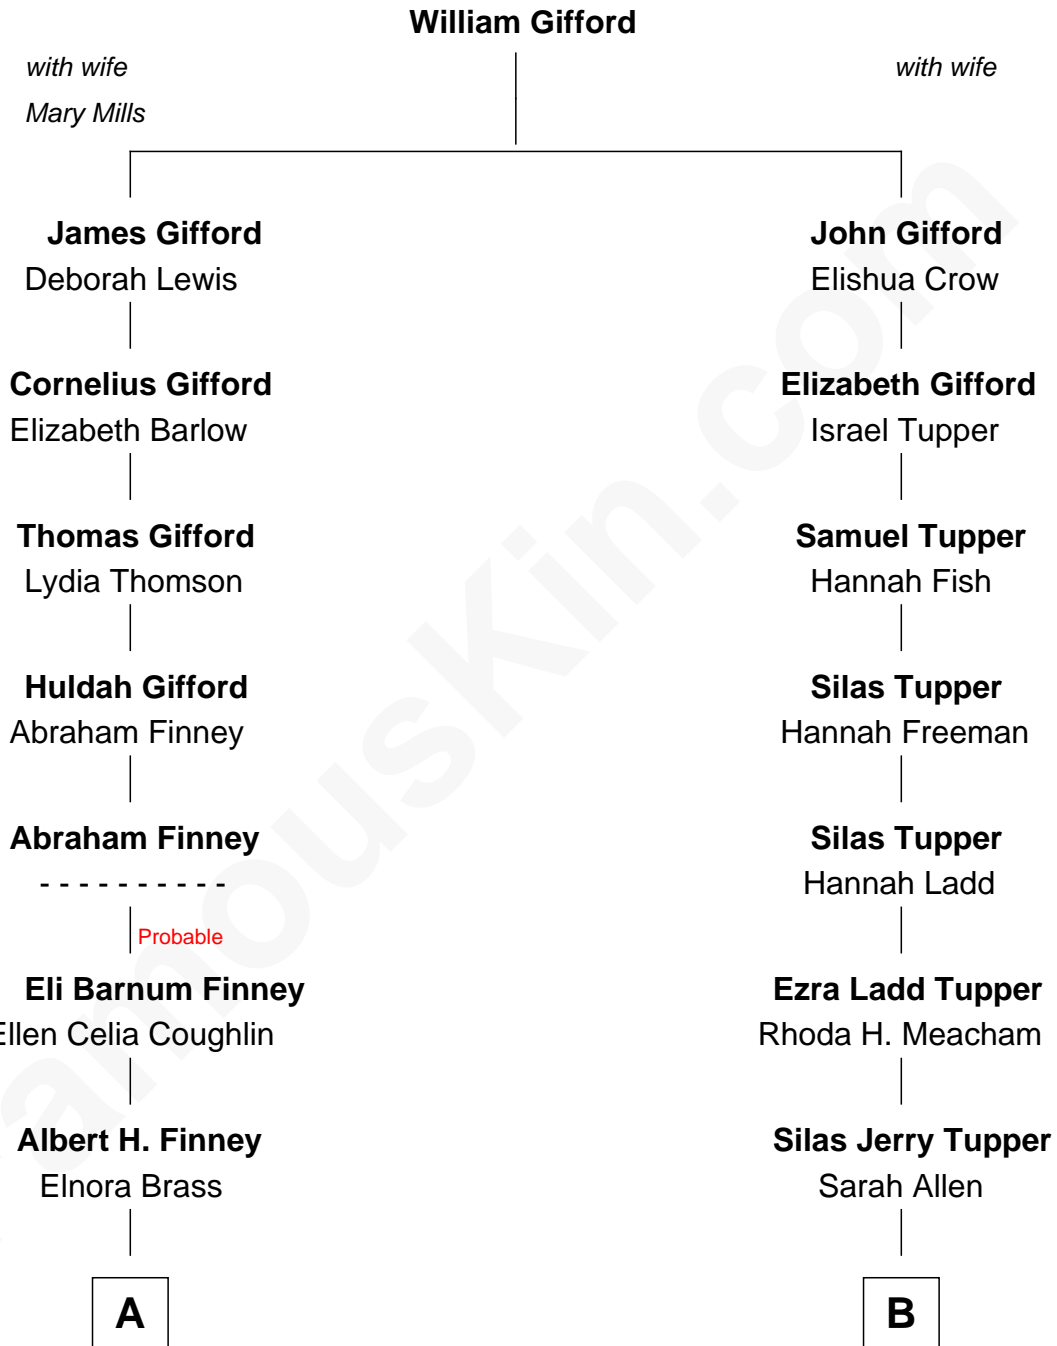 William Gifford
with wife
with wife
Mary Mills
James Gifford
John Gifford
Deborah Lewis
Elishua Crow
Cornelius Gifford
Elizabeth Gifford
Elizabeth Barlow
Israel Tupper
Thomas Gifford
Samuel Tupper
Lydia Thomson
Hannah Fish
Huldah Gifford
Silas Tupper
Abraham Finney
Hannah Freeman
Abraham Finney
Silas Tupper
- - - - - - - - - -
Hannah Ladd
Probable
Eli Barnum Finney
Ezra Ladd Tupper
Ellen Celia Coughlin
Rhoda H. Meacham
Albert H. Finney
Silas Jerry Tupper
Elnora Brass
Sarah Allen
A
B
amouskin.com